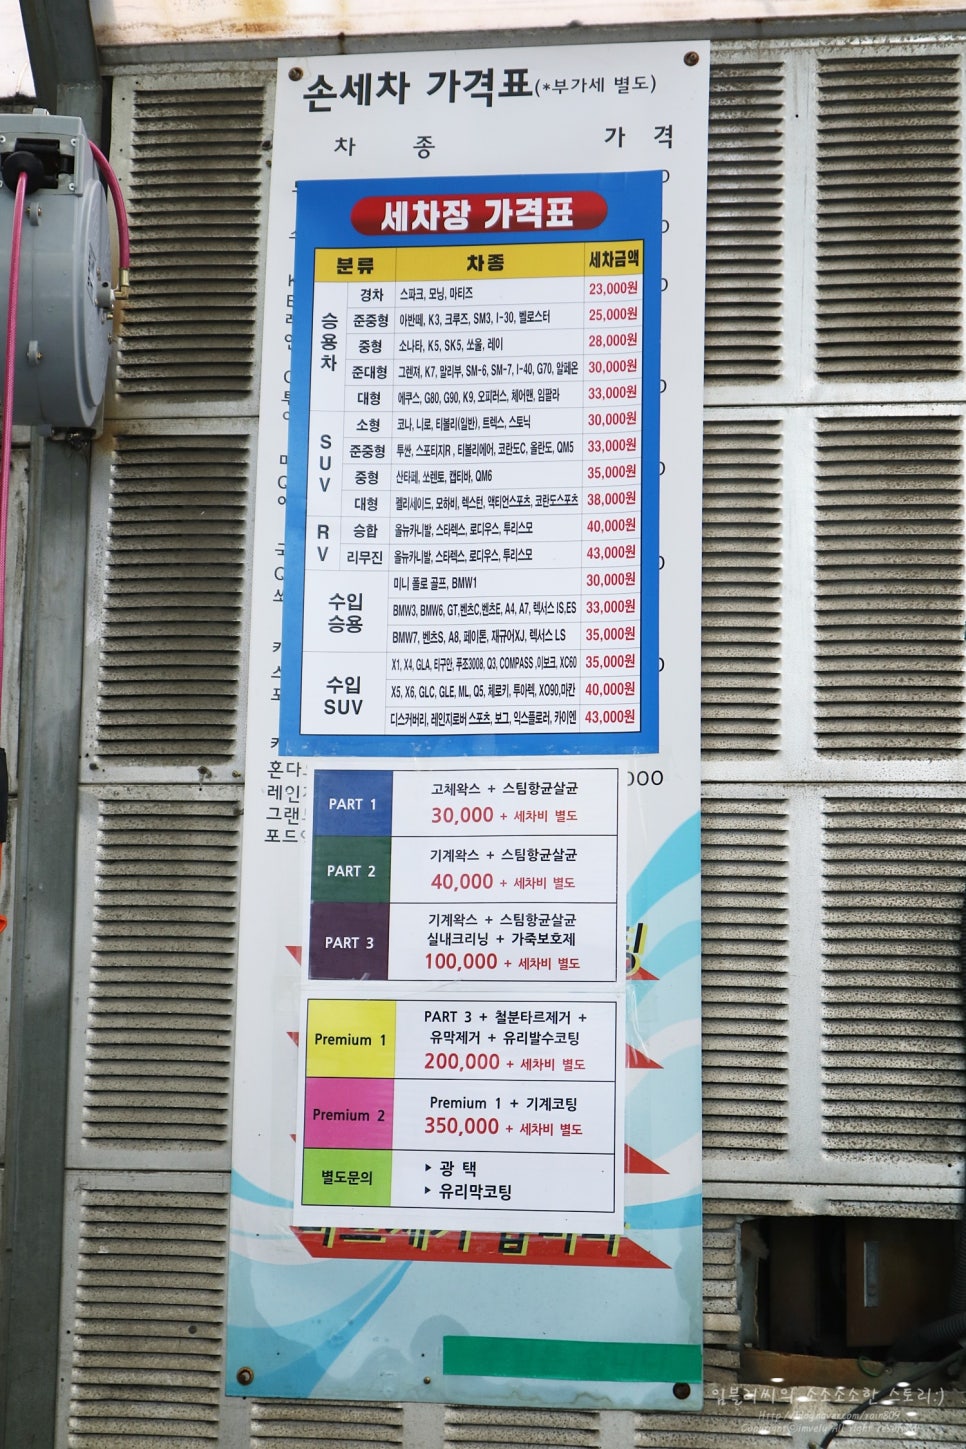 손세차 가격표(*부가세 별도)
차 종 가 격
세차장 가격표
분류 차종 세차금액
승용차
경차 스파크, 모닝, 마티즈 23,000원
준중형 아반떼, K3, 크루즈, SM3, I-30, 벨로스터 25,000원
중형 소나타, K5, SK5, 쏘울, 레이 28,000원
준대형 그렌져, K7, 말리부, SM-6, SM-7, I-40, G70, 알페온 30,000원
대형 에쿠스, G80, G90, K9, 오피러스, 체어맨, 임팔라 33,000원
SUV
소형 코나, 니로, 티볼리(일반), 트렉스, 스토닉 30,000원
준중형 투싼, 스포티지R, 티볼리에어, 코란도C, 올란도, QM5 33,000원
중형 산타페, 쏘렌토, 캡티바, QM6 35,000원
대형 펠리세이드, 모하비, 렉스턴, 액티언스포츠, 코란도스포츠 38,000원
RV
승합 올뉴카니발, 스타렉스, 로디우스, 투리스모 40,000원
리무진 올뉴카니발, 스타렉스, 로디우스, 투리스모 43,000원
수입
승용
미니 폴로 골프, BMW1 30,000원
BMW3, BMW6, GT,벤츠C,벤츠E, A4, A7, 렉서스 IS,ES 33,000원
BMW7, 벤츠S, A8, 페이톤, 재규어XJ, 렉서스 LS 35,000원
수입
SUV
X1, X4, GLA, 티구안, 푸조3008, Q3, COMPASS ,이보크, XC60 35,000원
X5, X6, GLC, GLE, ML, Q5, 체로키, 투아렉, XO90,마칸 40,000원
디스커버리, 레인지로버 스포츠, 보그, 익스플로러, 카이엔 43,000원
혼다
레인
그랜
포드
PART 1
고체왁스 + 스팀항균살균
30,000 + 세차비 별도
PART 2
기계왁스 + 스팀항균살균
40,000 + 세차비 별도
PART 3
기계왁스 + 스팀항균살균
실내크리닝 + 가죽보호제
100,000 + 세차비 별도
Premium 1
PART 3 + 철분타르제거 +
유막제거 + 유리발수코팅
200,000 + 세차비 별도
Premium 2
Premium 1 + 기계코팅
350,000 + 세차비 별도
별도문의
▸ 광 택
▸ 유리막코팅
임블리씨의 소소소소한 스토리:)